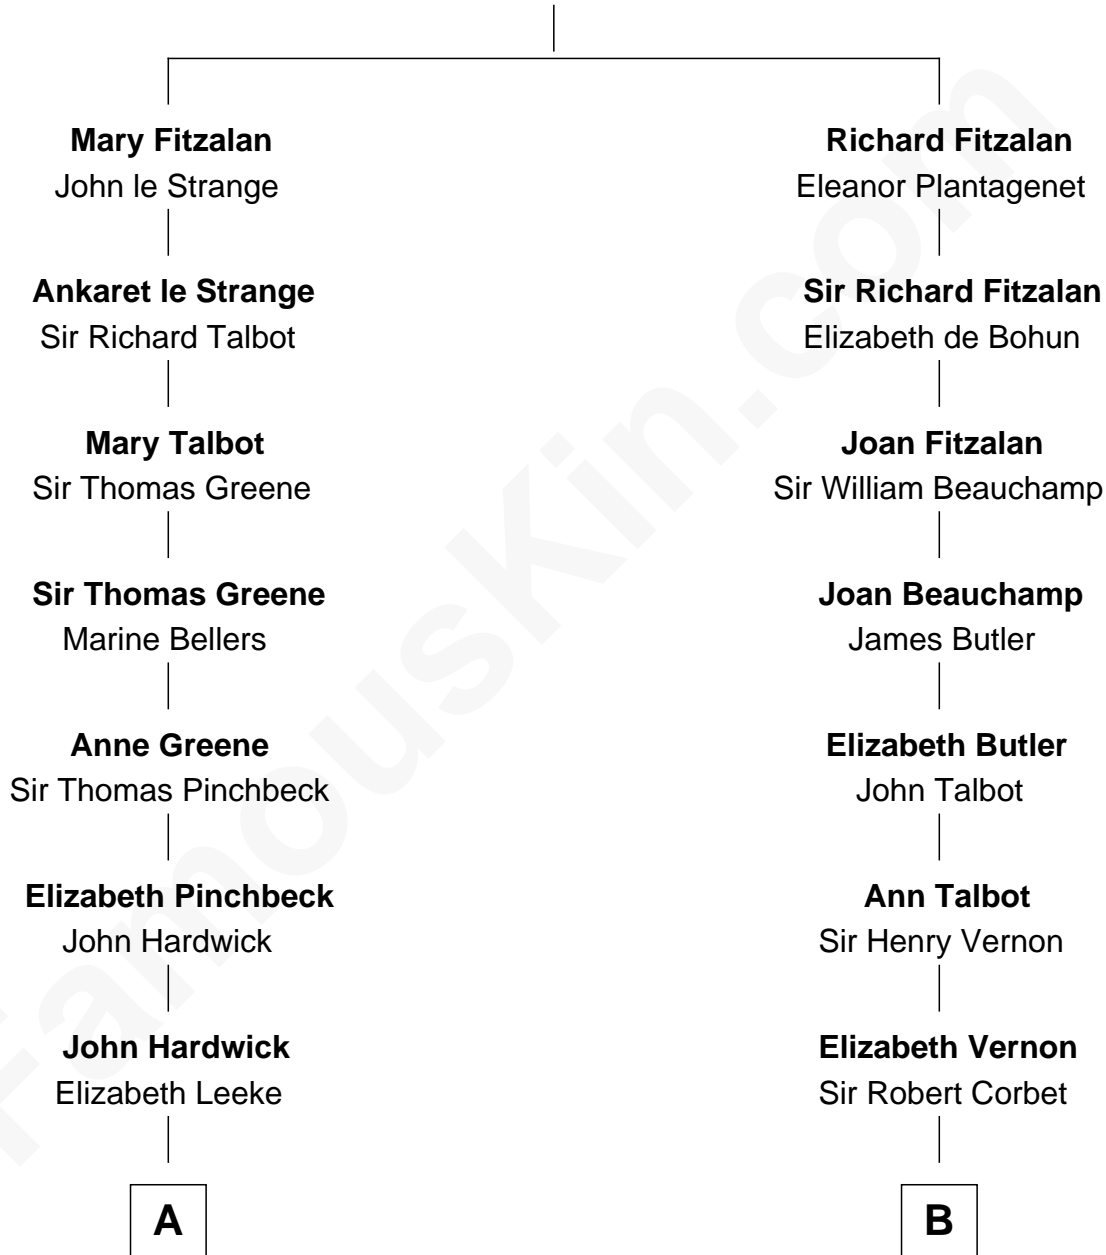 Mary Fitzalan
John le Strange
Richard Fitzalan
Eleanor Plantagenet
Ankaret le Strange
Sir Richard Talbot
Sir Richard Fitzalan
Elizabeth de Bohun
Mary Talbot
Sir Thomas Greene
Joan Fitzalan
Sir William Beauchamp
Sir Thomas Greene
Marine Bellers
Joan Beauchamp
James Butler
Anne Greene
Sir Thomas Pinchbeck
Elizabeth Butler
John Talbot
Elizabeth Pinchbeck
John Hardwick
Ann Talbot
Sir Henry Vernon
John Hardwick
Elizabeth Leeke
Elizabeth Vernon
Sir Robert Corbet
A
B
FamousKin.com